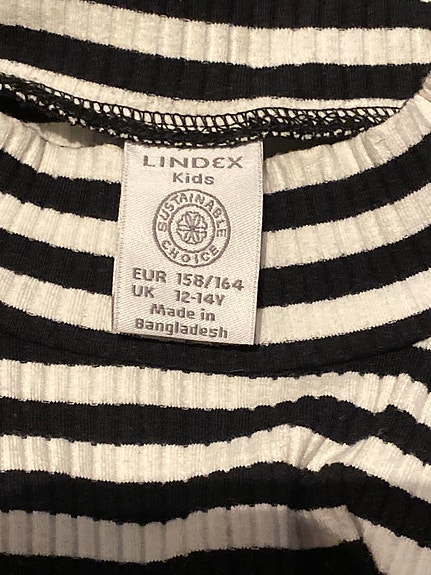 LINDEX
Kids
SUSTAINABLE
CHOICE
EUR 158/164
UK 12-14Y
Made in
Bangladesh